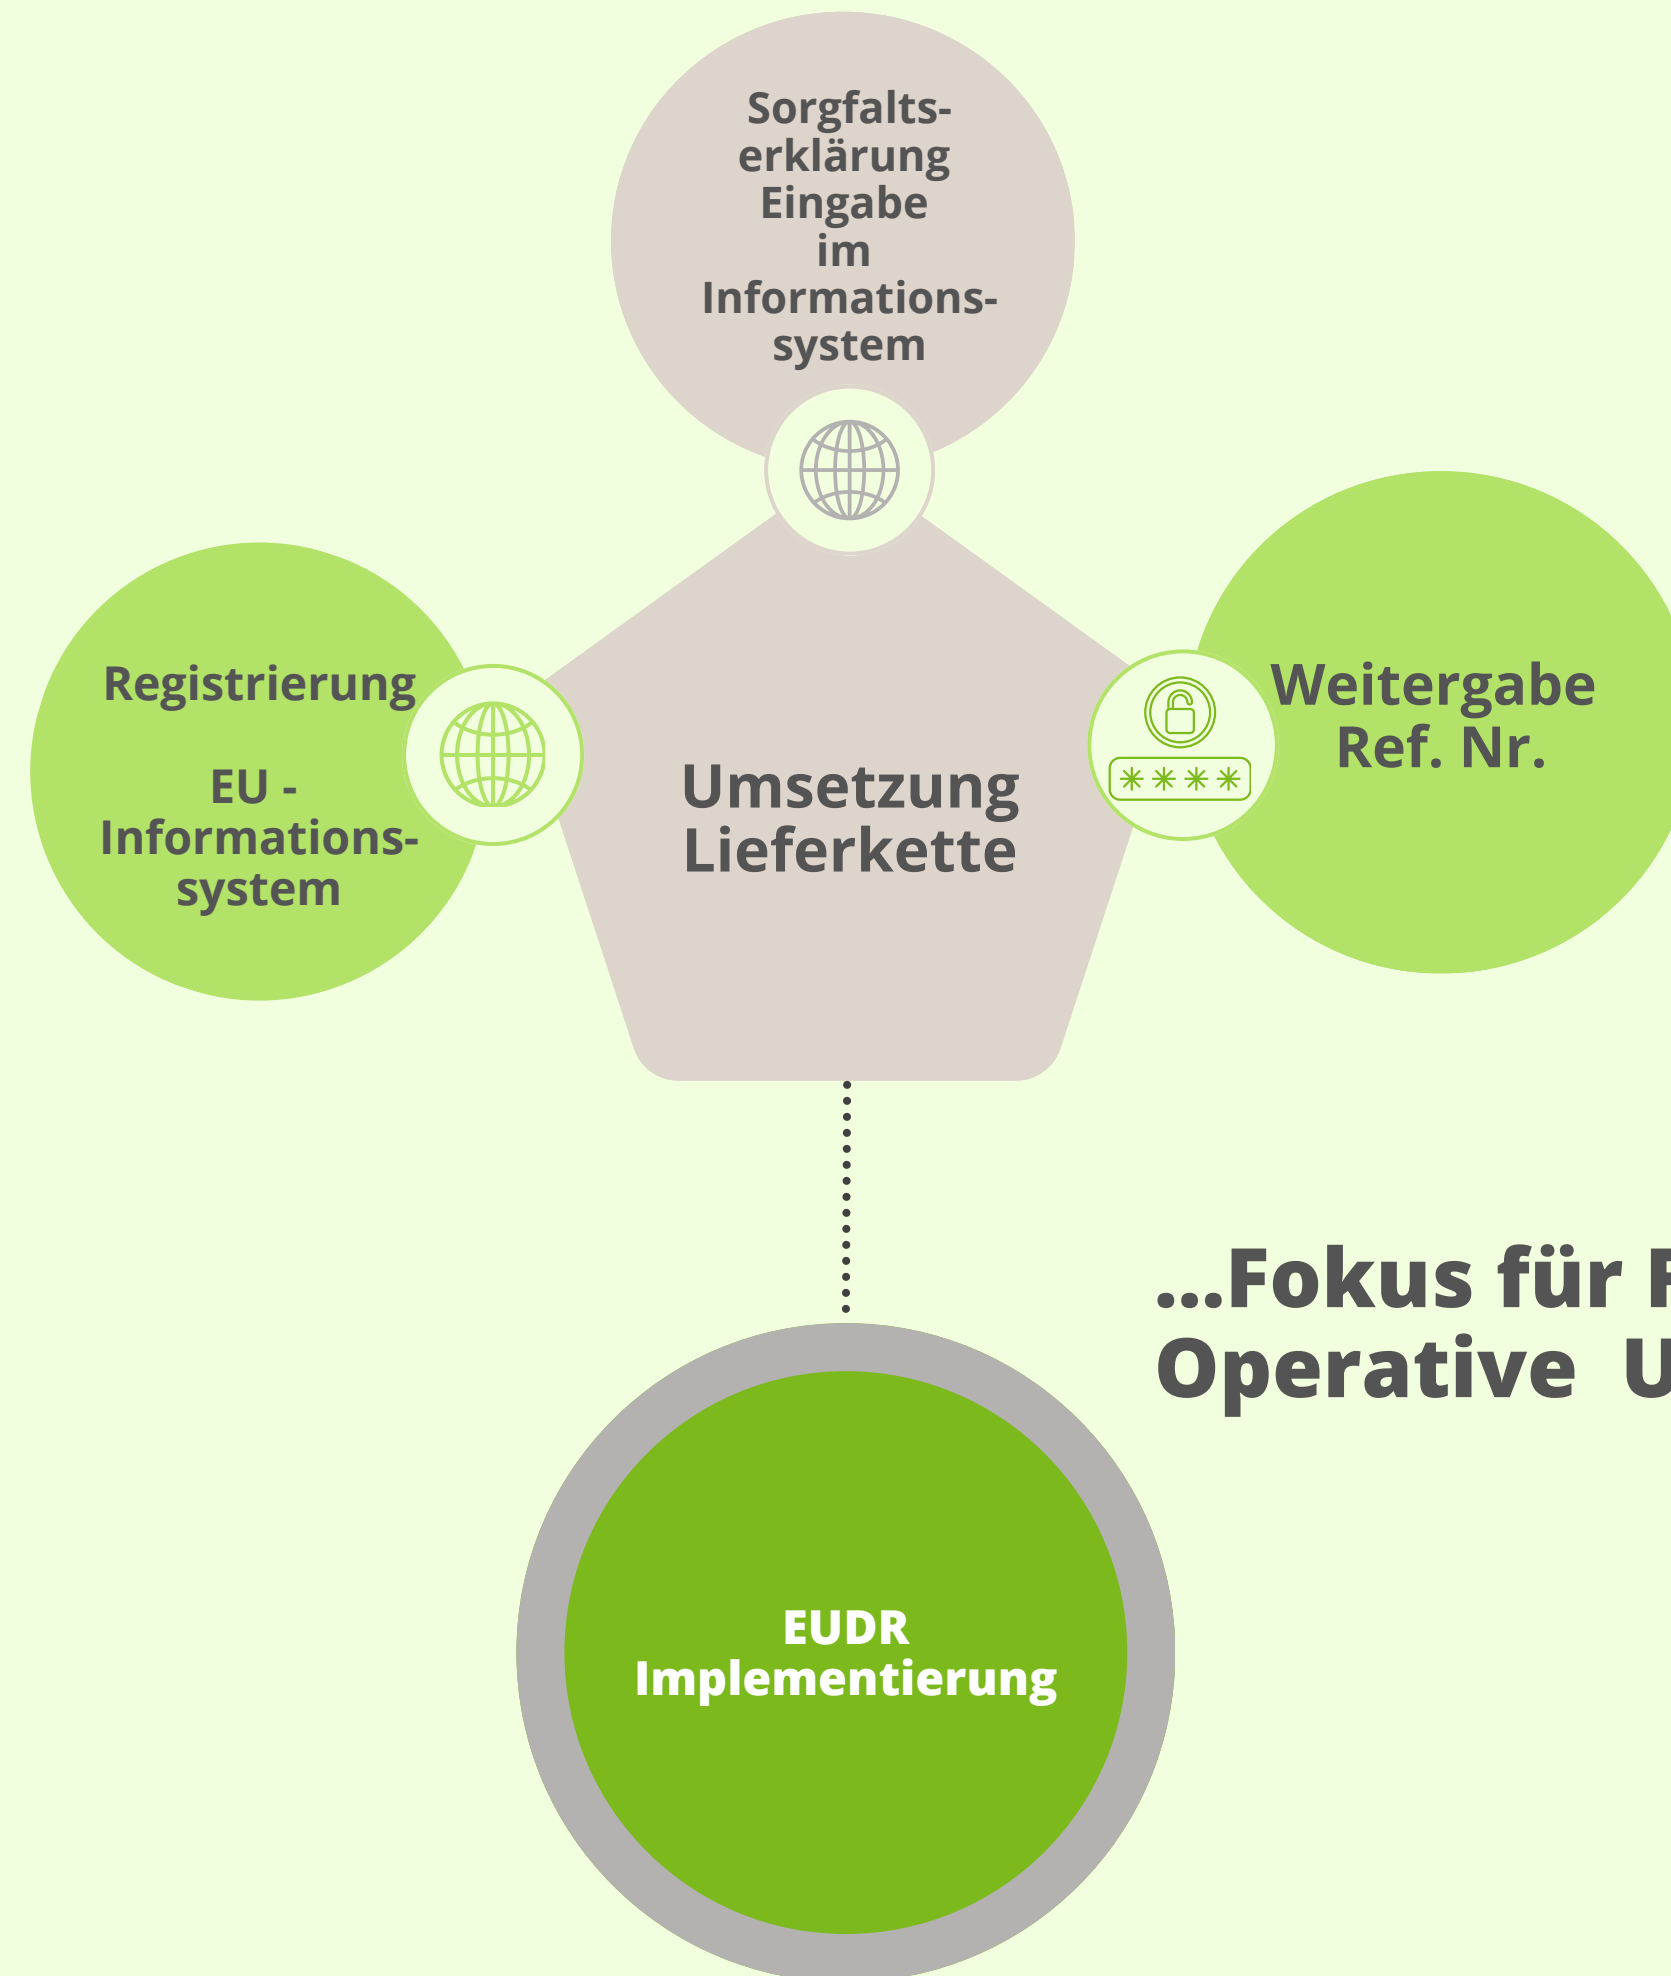 Sorgfalts-
erklärung
Eingabe
im
Informations-
system
Registrierung
EU -
Informations-
system
Umsetzung
Lieferkette
Weitergabe
Ref. Nr.
...Fokus für
Operative
EUDR
Implementierung